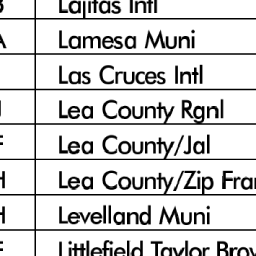 Lajitas Intl
A Lamesa Muni
Las Cruces Intl
Lea County Rgnl
Lea County/Jal
H Lea County/Zip
H Levelland Muni
Littlefield Taylor